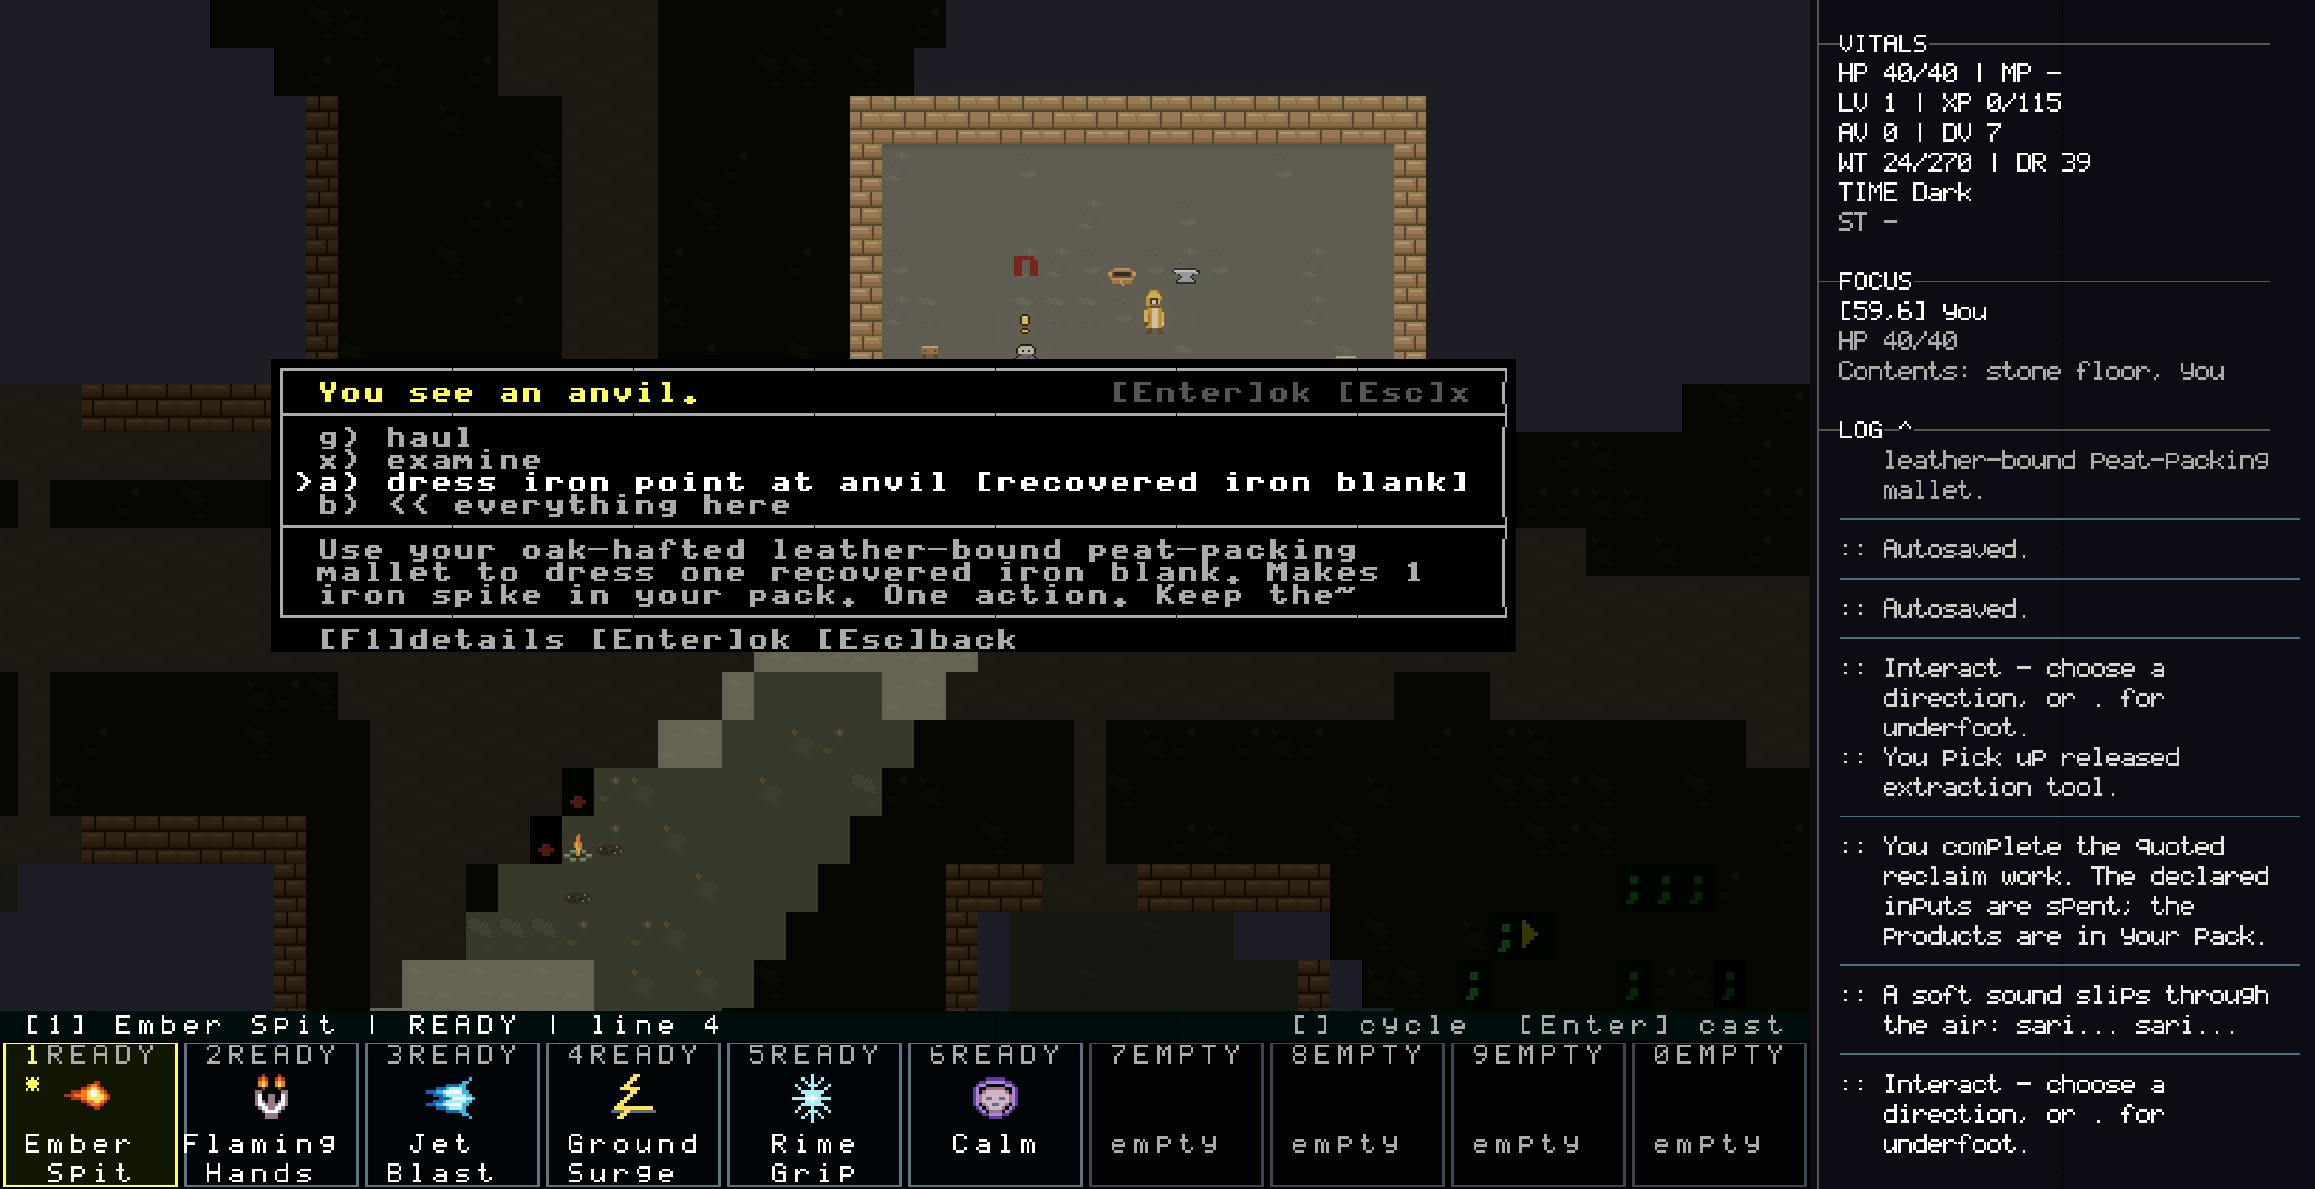 VITALS
HP 40/40 | MP -
LV 1 | XP 0/115
AV 0 | DV 7
WT 24/270 | DR 39
TIME Dark
ST -
FOCUS
[59,6] You
HP 40/40
Contents: stone floor, You
LOG ^
leather-bound Peat-Packing
mallet.
:: Autosaved.
:: Autosaved.
:: Interact - choose a
direction, or . for
underfoot.
:: You Pick uP released
extraction tool.
:: You comPlete the quoted
reclaim work. The declared
inPuts are sPent; the
Products are in Your Pack.
:: A soft sound sliPs through
the air: sari... sari...
:: Interact - choose a
direction, or . for
underfoot.
You see an anvil. [Enter]ok [Esc]x
g) haul
x) examine
>a) dress iron point at anvil [recovered iron blank]
b) << everything here
Use your oak-hafted leather-bound peat-packing
mallet to dress one recovered iron blank. Makes 1
iron spike in your pack. One action. Keep the~
[F1]details [Enter]ok [Esc]back
[1] Ember Spit | READY | line 4 [] cycle [Enter] cast
1READY 2READY 3READY 4READY 5READY 6READY 7EMPTY 8EMPTY 9EMPTY 0EMPTY
Ember Flaming Jet Ground Rime Calm empty empty empty empty
Spit Hands Blast Surge Grip